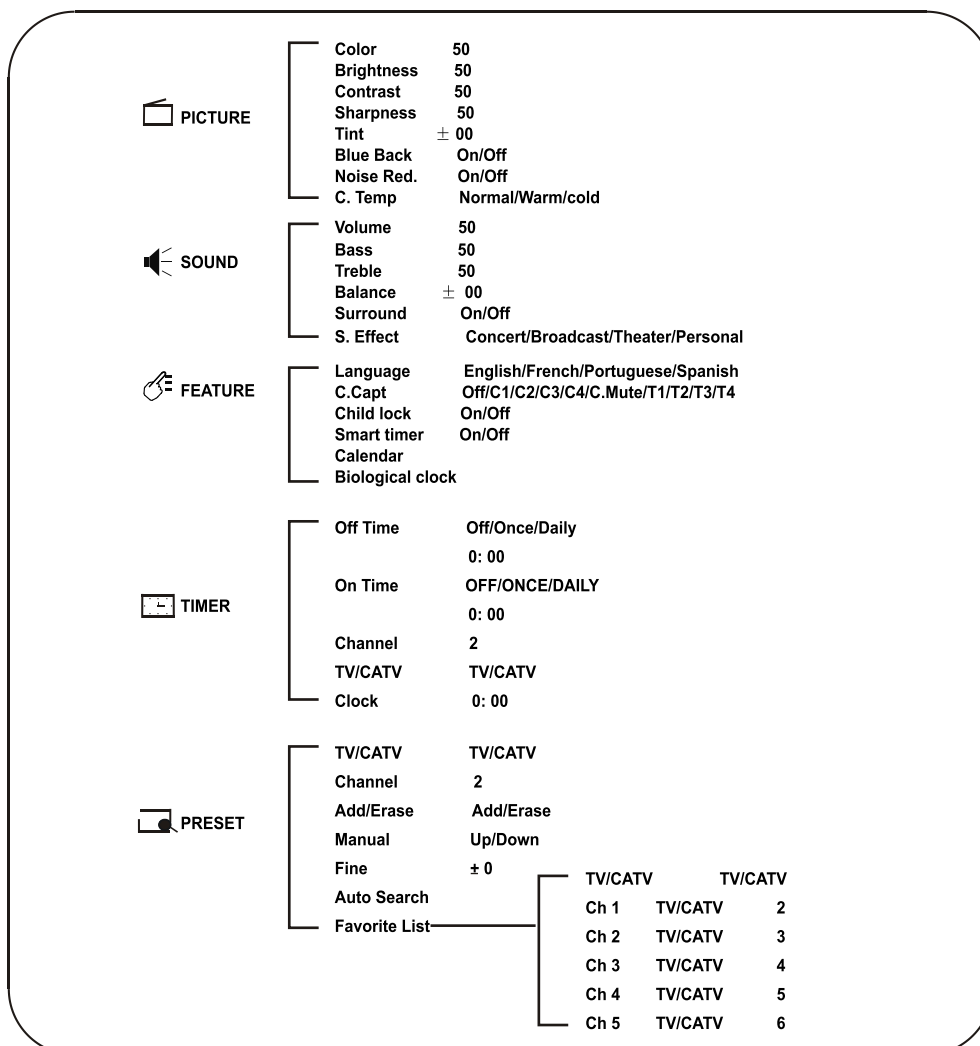 PICTURE
Color 50
Brightness 50
Contrast 50
Sharpness 50
Tint ± 00
Blue Back On/Off
Noise Red. On/Off
C. Temp Normal/Warm/cold
SOUND
Volume 50
Bass 50
Treble 50
Balance ± 00
Surround On/Off
S. Effect Concert/Broadcast/Theater/Personal
FEATURE
Language English/French/Portuguese/Spanish
C.Capt Off/C1/C2/C3/C4/C.Mute/T1/T2/T3/T4
Child lock On/Off
Smart timer On/Off
Calendar
Biological clock
TIMER
Off Time Off/Once/Daily
0: 00
On Time OFF/ONCE/DAILY
0: 00
Channel 2
TV/CATV TV/CATV
Clock 0: 00
PRESET
TV/CATV TV/CATV
Channel 2
Add/Erase Add/Erase
Manual Up/Down
Fine ± 0
Auto Search
Favorite List
TV/CATV TV/CATV
Ch 1 TV/CATV 2
Ch 2 TV/CATV 3
Ch 3 TV/CATV 4
Ch 4 TV/CATV 5
Ch 5 TV/CATV 6